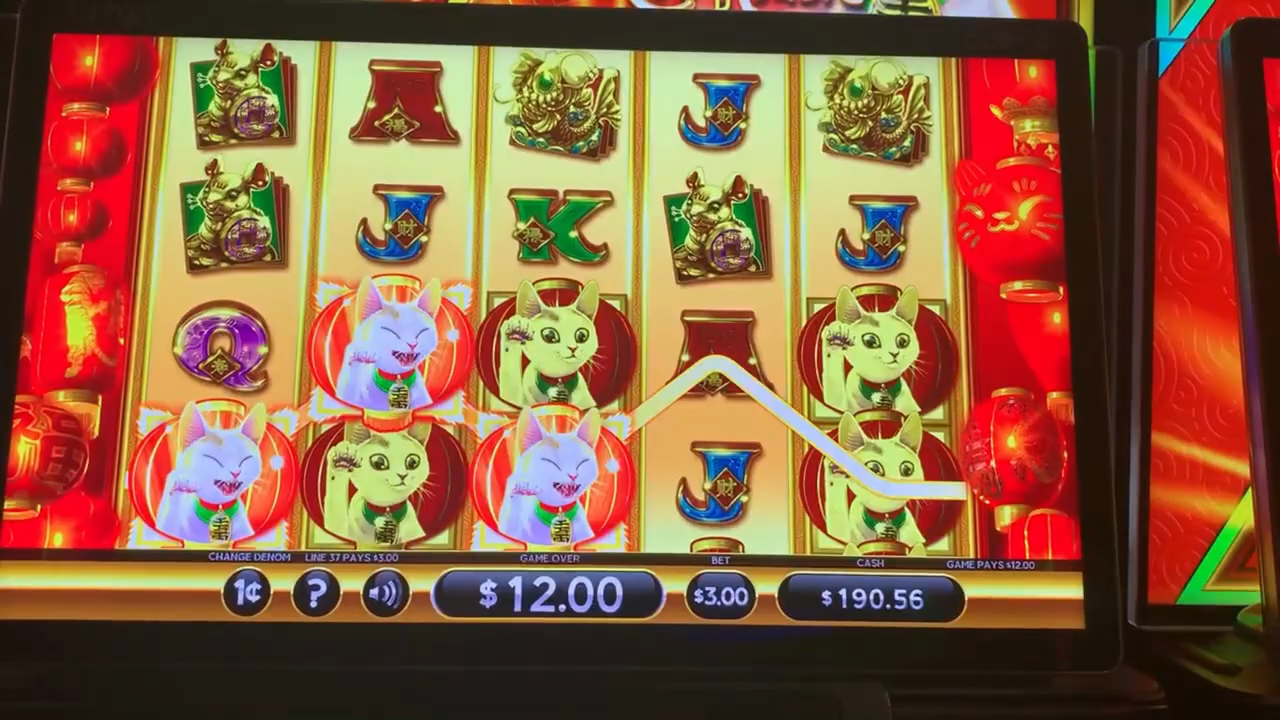 A J
J K J
Q A
J
CHANGE DENOM LINE 37 PAYS $3.00 GAME OVER BET CASH GAME PAYS $12.00
1¢ ? $12.00 $3.00 $190.56